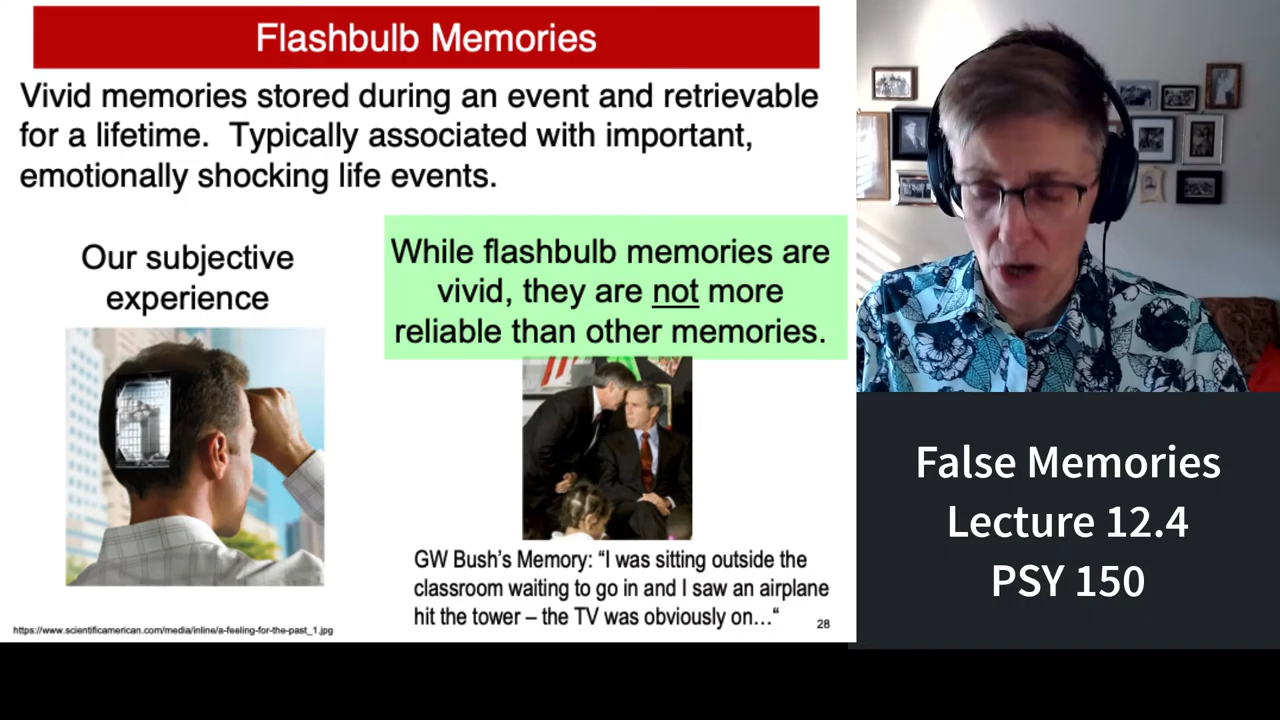 Flashbulb Memories
Vivid memories stored during an event and retrievable
for a lifetime.  Typically associated with important,
emotionally shocking life events.
Our subjective
experience
While flashbulb memories are
vivid, they are not more
reliable than other memories.
GW Bush's Memory: “I was sitting outside the
classroom waiting to go in and I saw an airplane
hit the tower – the TV was obviously on…“
https://www.scientificamerican.com/media/inline/a-feeling-for-the-past_1.jpg
28
False Memories
Lecture 12.4
PSY 150